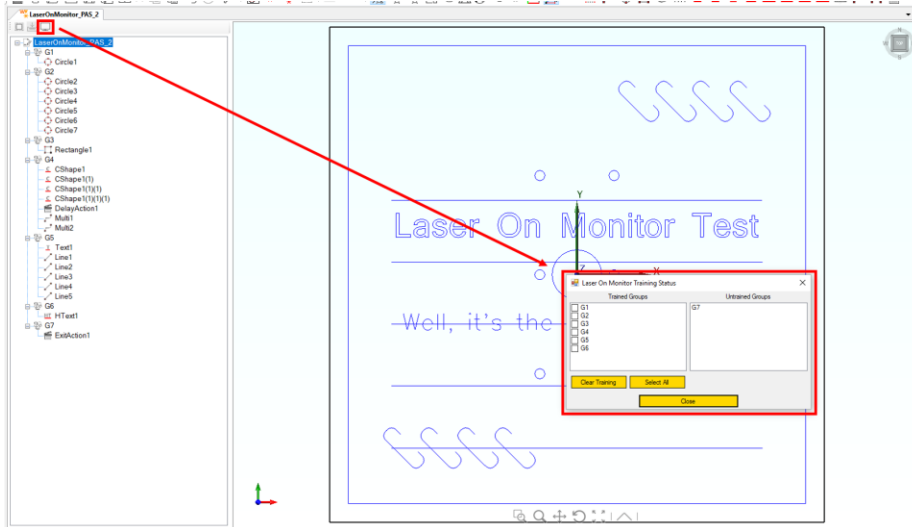 LaserOnMonitor_PAS_2
LaserOnMonitor_PAS_2
G1
Circle1
G2
Circle2
Circle3
Circle4
Circle5
Circle6
Circle7
G3
Rectangle1
G4
CShape1
CShape1(1)
CShape1(1)(1)
CShape1(1)(1)(1)
DelayAction1
Multi1
Multi2
G5
Text1
Line1
Line2
Line3
Line4
Line5
G6
HText1
G7
ExitAction1
Y
Laser On Monitor Test
Z
X
Well, it's the
Laser On Monitor Training Status
Trained Groups
Untrained Groups
G1
G2
G3
G4
G5
G6
G7
Clear Training
Select All
Close